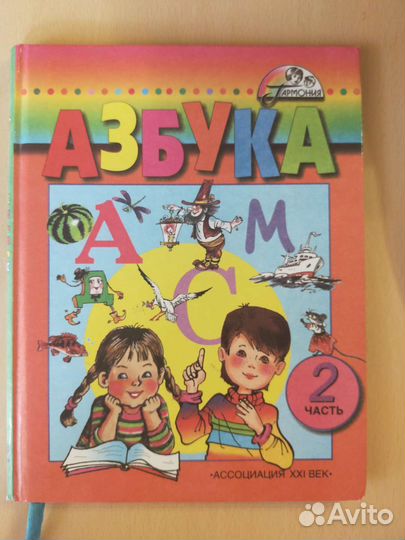 ГАРМОНИЯ
АЗБУКА
А
М
С
2
ЧАСТЬ
·АССОЦИАЦИЯ XXI ВЕК·
Avito